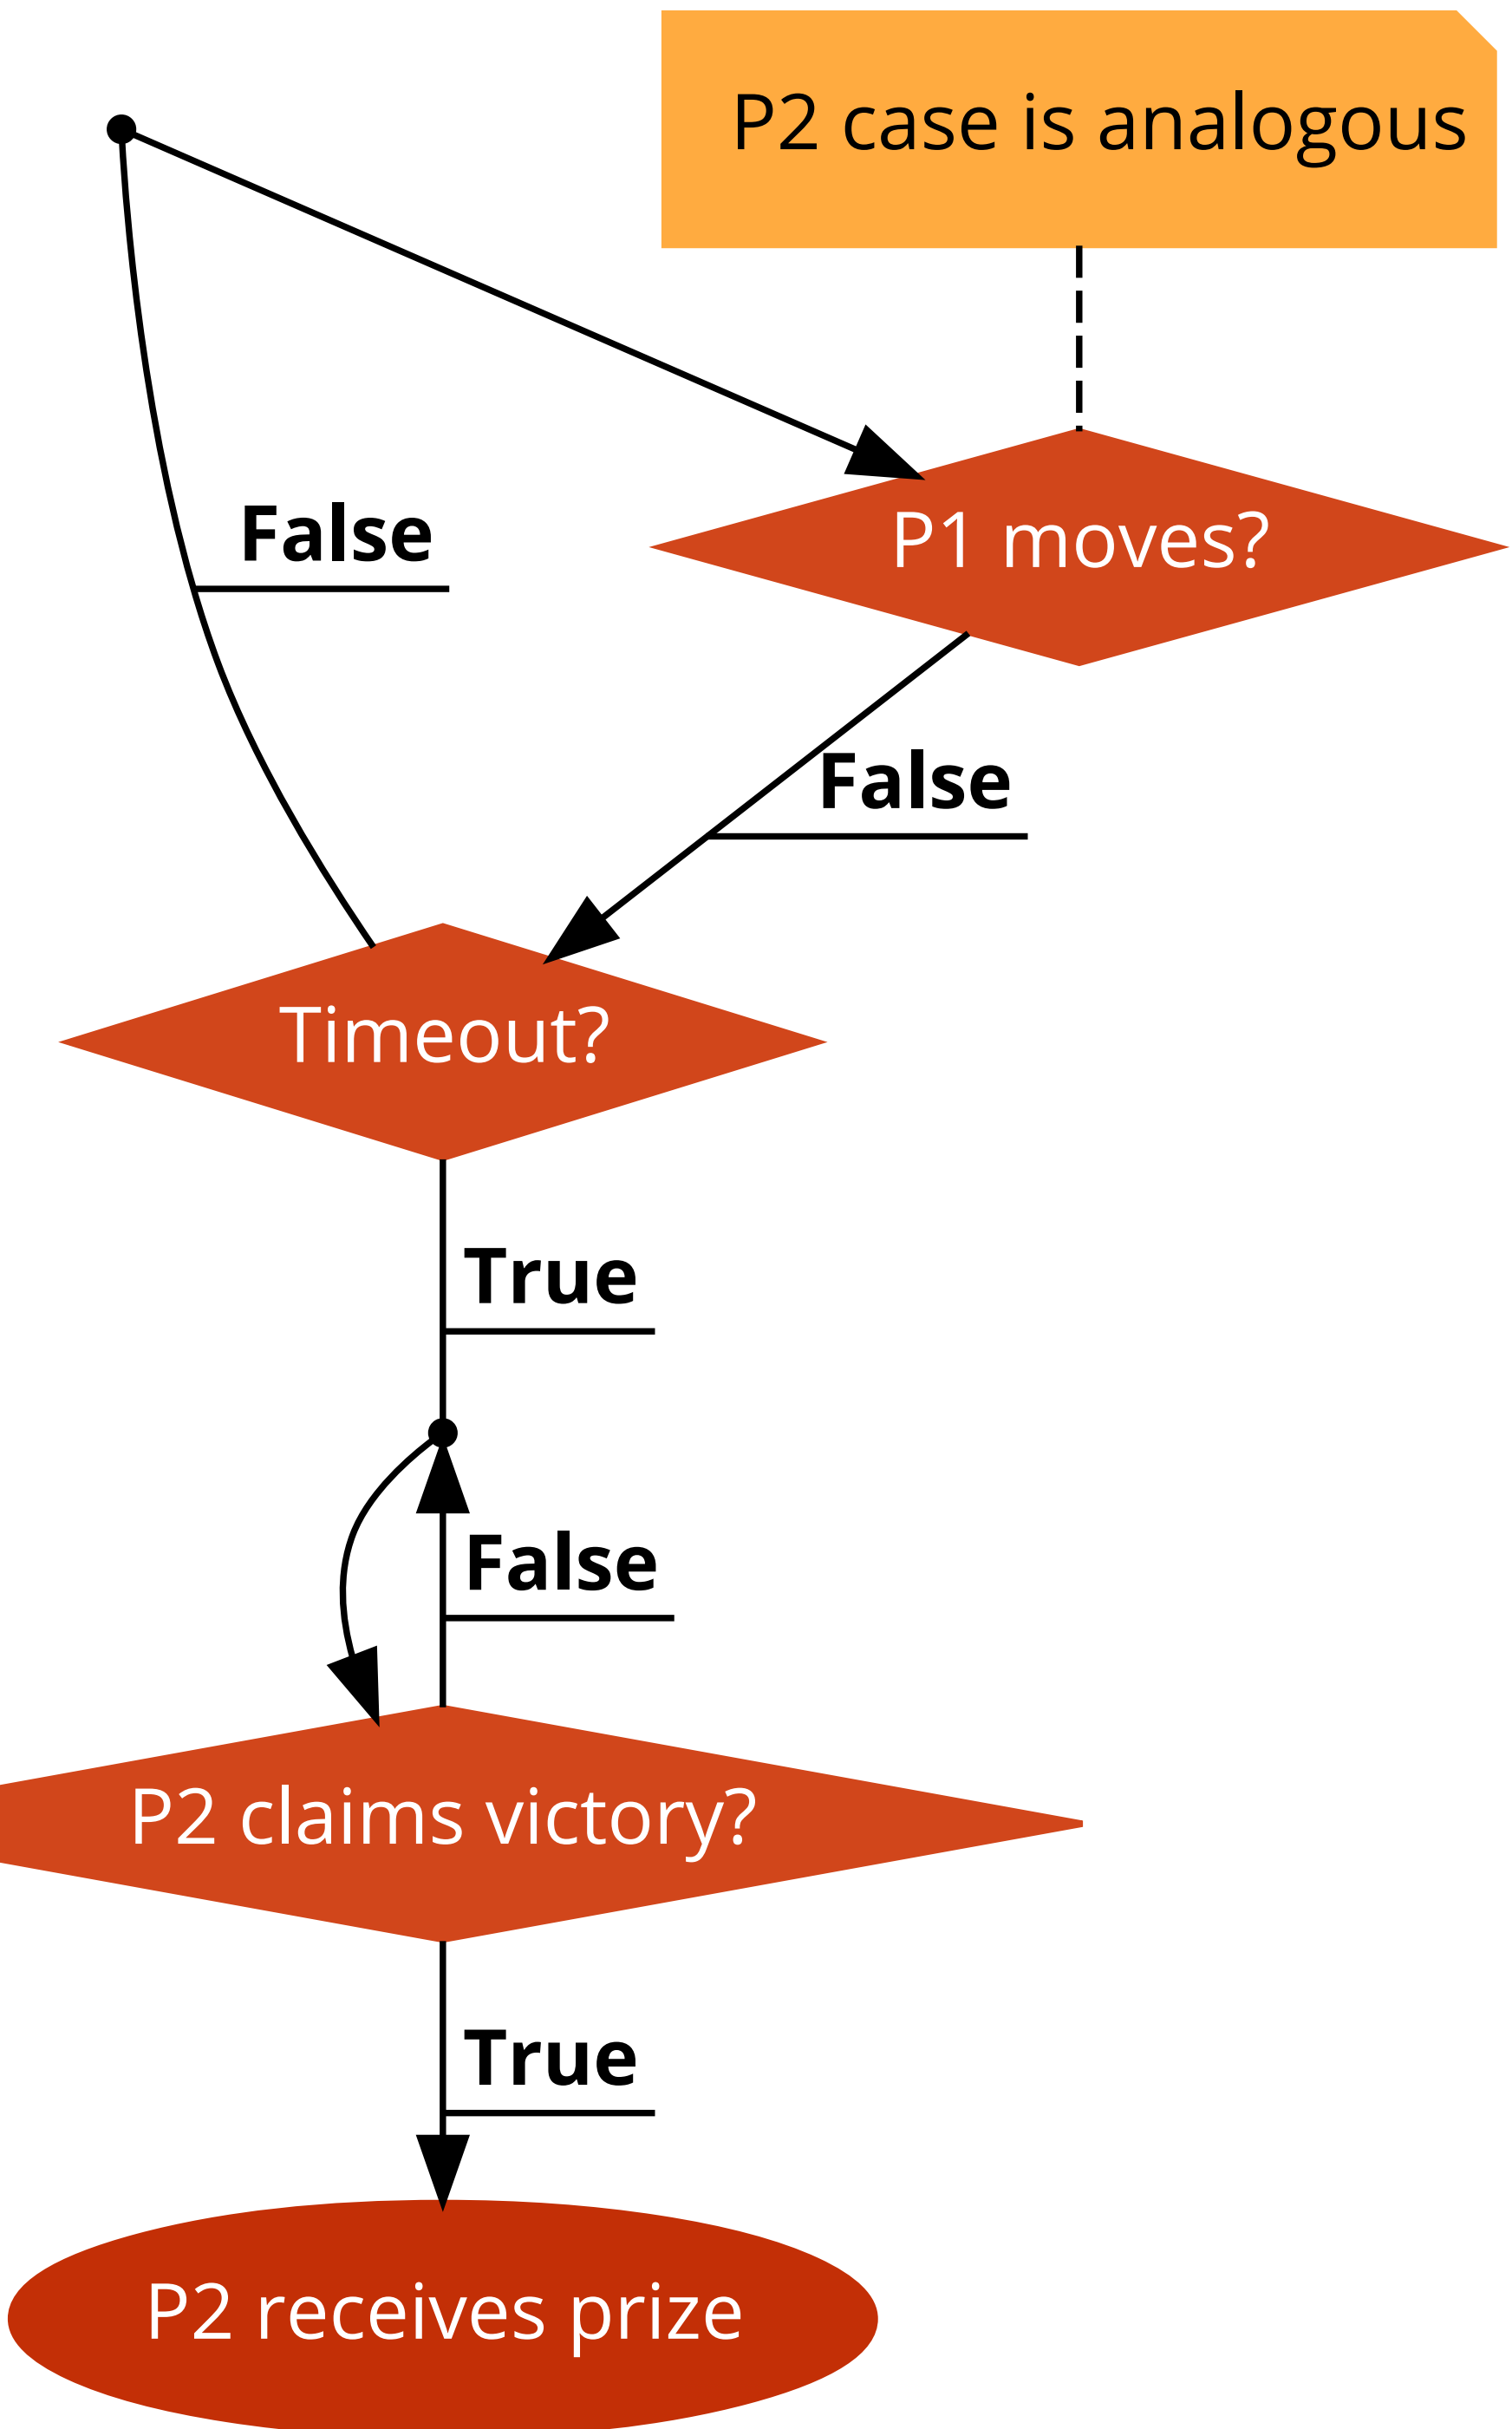 P2 case is analogous
False
P1 moves?
False
Timeout?
True
False
P2 claims victory?
True
P2 receives prize